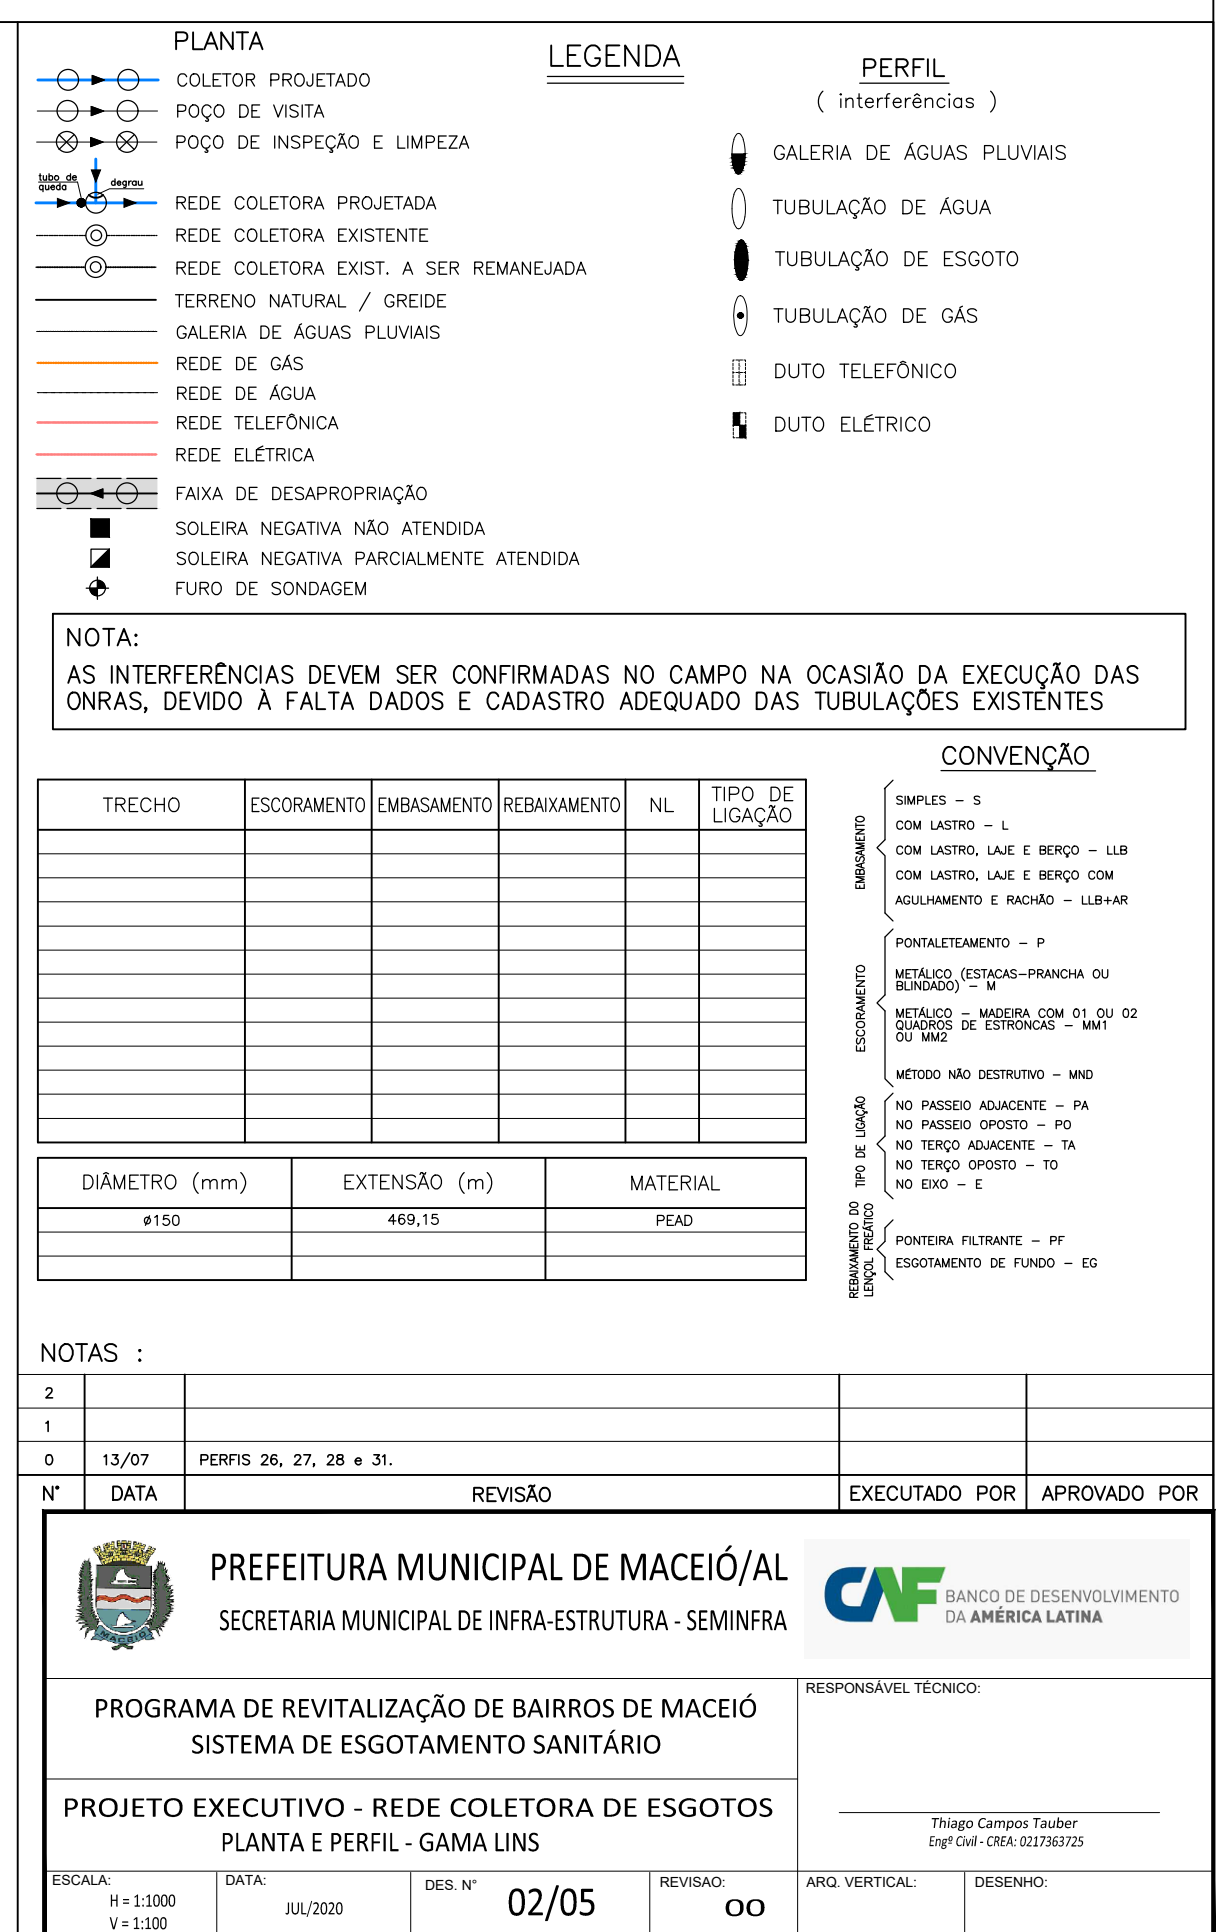 PLANTA
LEGENDA
COLETOR PROJETADO
POÇO DE VISITA
POÇO DE INSPEÇÃO E LIMPEZA
tubo de
queda
degrau
REDE COLETORA PROJETADA
REDE COLETORA EXISTENTE
REDE COLETORA EXIST. A SER REMANEJADA
TERRENO NATURAL / GREIDE
GALERIA DE ÁGUAS PLUVIAIS
REDE DE GÁS
REDE DE ÁGUA
REDE TELEFÔNICA
REDE ELÉTRICA
FAIXA DE DESAPROPRIAÇÃO
SOLEIRA NEGATIVA NÃO ATENDIDA
SOLEIRA NEGATIVA PARCIALMENTE ATENDIDA
FURO DE SONDAGEM
PERFIL
( interferências )
GALERIA DE ÁGUAS PLUVIAIS
TUBULAÇÃO DE ÁGUA
TUBULAÇÃO DE ESGOTO
TUBULAÇÃO DE GÁS
DUTO TELEFÔNICO
DUTO ELÉTRICO
NOTA:
AS INTERFERÊNCIAS DEVEM SER CONFIRMADAS NO CAMPO NA OCASIÃO DA EXECUÇÃO DAS
ONRAS, DEVIDO À FALTA DADOS E CADASTRO ADEQUADO DAS TUBULAÇÕES EXISTENTES
TRECHO ESCORAMENTO EMBASAMENTO REBAIXAMENTO NL TIPO DE
LIGAÇÃO
DIÂMETRO (mm) EXTENSÃO (m) MATERIAL
ø150 469,15 PEAD
CONVENÇÃO
EMBASAMENTO
SIMPLES – S
COM LASTRO – L
COM LASTRO, LAJE E BERÇO – LLB
COM LASTRO, LAJE E BERÇO COM
AGULHAMENTO E RACHÃO – LLB+AR
ESCORAMENTO
PONTALETEAMENTO – P
METÁLICO (ESTACAS–PRANCHA OU
BLINDADO) – M
METÁLICO – MADEIRA COM 01 OU 02
QUADROS DE ESTRONCAS – MM1
OU MM2
MÉTODO NÃO DESTRUTIVO – MND
TIPO DE LIGAÇÃO
NO PASSEIO ADJACENTE – PA
NO PASSEIO OPOSTO – PO
NO TERÇO ADJACENTE – TA
NO TERÇO OPOSTO – TO
NO EIXO – E
REBAIXAMENTO DO
LENÇOL FREÁTICO
PONTEIRA FILTRANTE – PF
ESGOTAMENTO DE FUNDO – EG
NOTAS :
2
1
0 13/07 PERFIS 26, 27, 28 e 31.
N° DATA REVISÃO EXECUTADO POR APROVADO POR
MACEIÓ
PREFEITURA MUNICIPAL DE MACEIÓ/AL
SECRETARIA MUNICIPAL DE INFRA-ESTRUTURA - SEMINFRA
CAF BANCO DE DESENVOLVIMENTO
DA AMÉRICA LATINA
PROGRAMA DE REVITALIZAÇÃO DE BAIRROS DE MACEIÓ
SISTEMA DE ESGOTAMENTO SANITÁRIO
RESPONSÁVEL TÉCNICO:
PROJETO EXECUTIVO - REDE COLETORA DE ESGOTOS
PLANTA E PERFIL - GAMA LINS
Thiago Campos Tauber
Engº Civil - CREA: 0217363725
ESCALA:
H = 1:1000
V = 1:100
DATA:
JUL/2020
DES. N°
02/05
REVISAO:
00
ARQ. VERTICAL:
DESENHO: